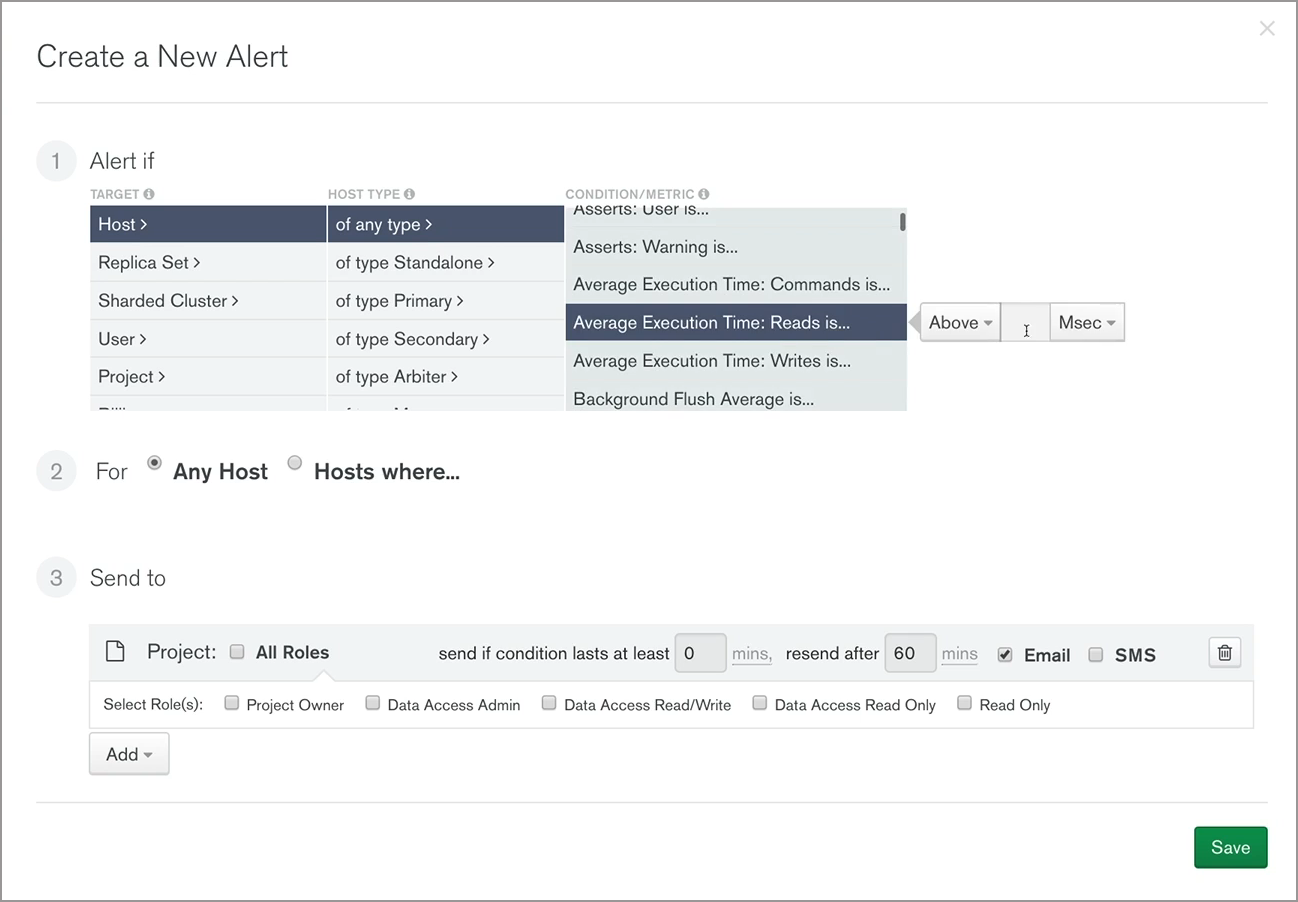 Create a New Alert
1 Alert if
TARGET HOST TYPE CONDITION/METRIC
Asserts: User is...
Host > of any type >
Asserts: Warning is...
Replica Set > of type Standalone >
Average Execution Time: Commands is...
Sharded Cluster > of type Primary >
Average Execution Time: Reads is... Above Msec
User > of type Secondary >
Average Execution Time: Writes is...
Project > of type Arbiter >
Background Flush Average is...
2 For Any Host Hosts where...
3 Send to
Project: All Roles send if condition lasts at least 0 mins, resend after 60 mins Email SMS
Select Role(s): Project Owner Data Access Admin Data Access Read/Write Data Access Read Only Read Only
Add
Save